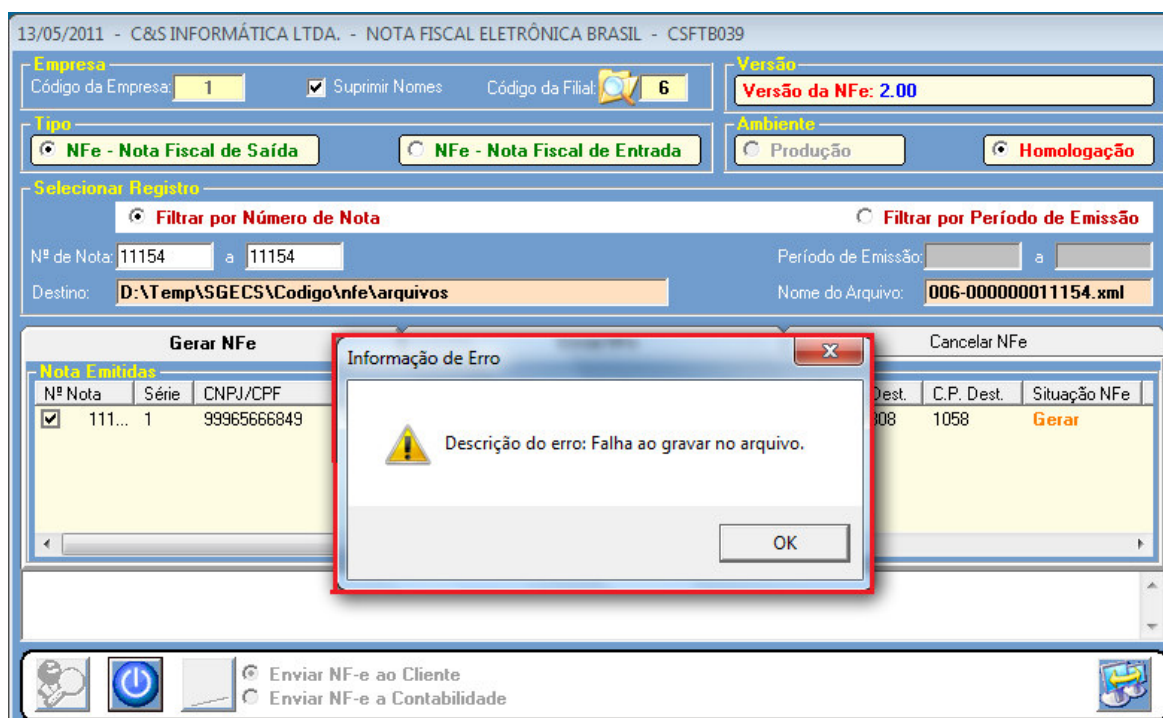 13/05/2011 - C&S INFORMÁTICA LTDA. - NOTA FISCAL ELETRÔNICA BRASIL - CSFTB039
Empresa
Código da Empresa: 1 Suprimir Nomes Código da Filial: 6
Versão
Versão da NFe: 2.00
Tipo
NFe - Nota Fiscal de Saída NFe - Nota Fiscal de Entrada
Ambiente
Produção Homologação
Selecionar Registro
Filtrar por Número de Nota Filtrar por Período de Emissão
Nº de Nota: 11154 a 11154 Período de Emissão: a
Destino: D:\Temp\SGECS\Codigo\nfe\arquivos Nome do Arquivo: 006-000000011154.xml
Gerar NFe Cancelar NFe
Nota Emitidas
Nº Nota Série CNPJ/CPF Dest. C.P. Dest. Situação NFe
111... 1 99965666849 308 1058 Gerar
Informação de Erro
Descrição do erro: Falha ao gravar no arquivo.
OK
Enviar NF-e ao Cliente
Enviar NF-e a Contabilidade